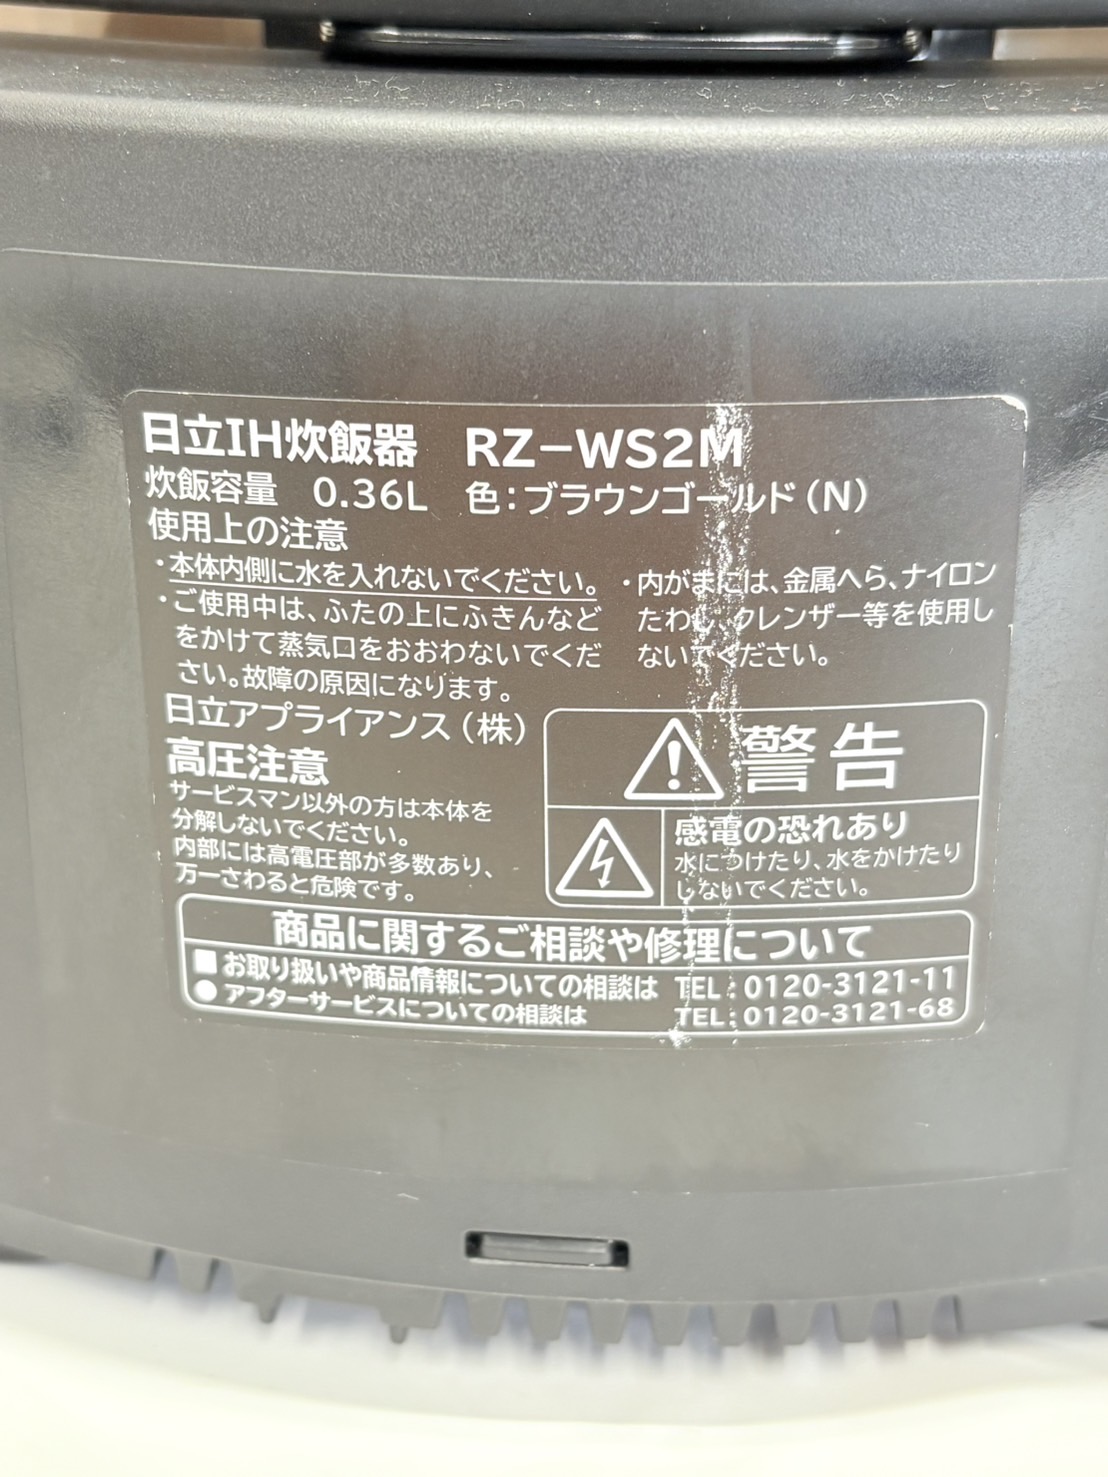 日立IH炊飯器 RZ-WS2M
炊飯容量 0.36L 色：ブラウンゴールド（N）
使用上の注意
・本体内側に水を入れないでください。
・ご使用中は、ふたの上にふきんなど
をかけて蒸気口をおおわないでくだ
さい。故障の原因になります。
・内がまには、金属へら、ナイロン
たわし、クレンザー等を使用し
ないでください。
日立アプライアンス（株）
高圧注意
サービスマン以外の方は本体を
分解しないでください。
内部には高電圧部が多数あり、
万一さわると危険です。
警告
感電の恐れあり
水につけたり、水をかけたり
しないでください。
商品に関するご相談や修理について
■お取り扱いや商品情報についての相談は TEL：0120-3121-11
●アフターサービスについての相談は TEL：0120-3121-68